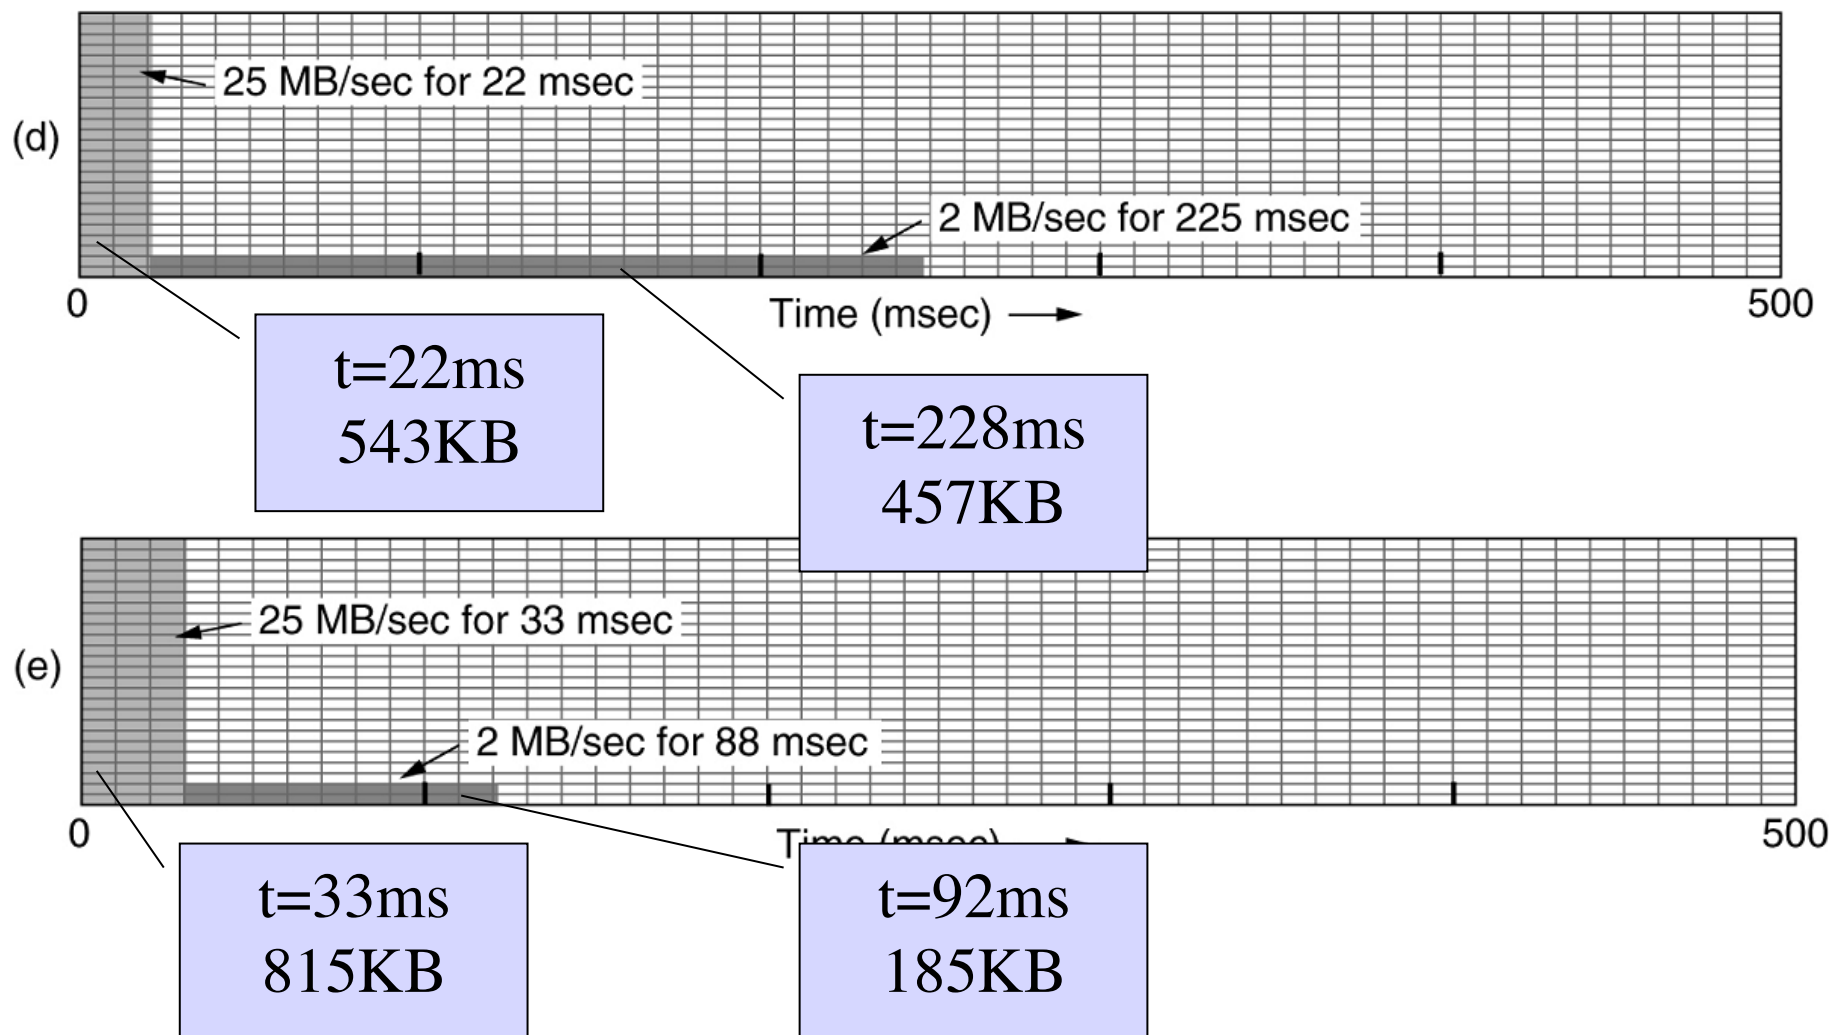 25 MB/sec for 22 msec
(d)
2 MB/sec for 225 msec
0
Time (msec)
500
t=22ms
543KB
t=228ms
457KB
25 MB/sec for 33 msec
(e)
2 MB/sec for 88 msec
0
Time (msec)
500
t=33ms
815KB
t=92ms
185KB